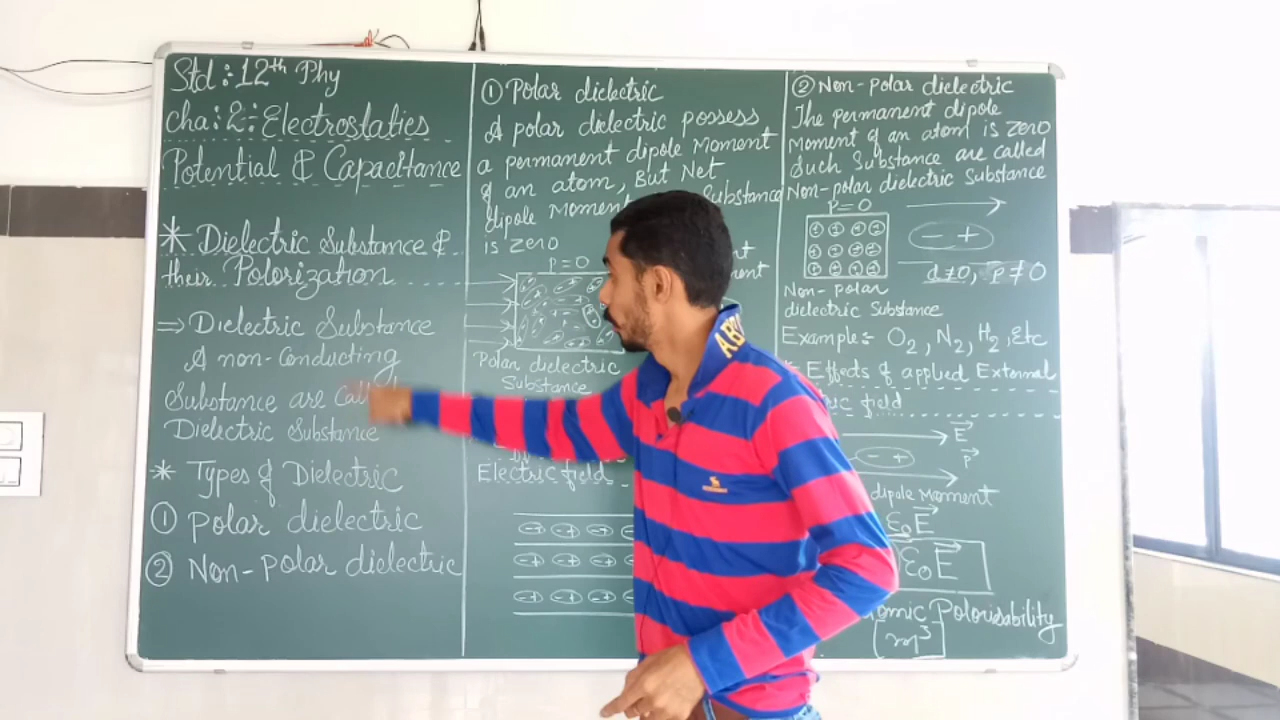 Std :- 12th Phy
cha: 2:- Electrostatics
Potential & Capacitance
* Dielectric Substance &
their Polorization
⇒ Dielectric Substance
A non-Conducting
Substance are
Dielectric Substance
* Types of Dielectric
① polar dielectric
② Non-polar dielectric
① Polar dielectric
A polar dielectric possess
a permanent dipole Moment
of an atom, But Net
dipole Moment Substance
is zero
p=0
Polar dielectric
Substance
Electric field
② Non-polar dielectric
The permanent dipole
Moment of an atom is zero
Such Substance are called
Non-polar dielectric Substance
p=0
- +
d≠0, p≠0
Non-polar
dielectric Substance
Example:- O2, N2, H2, Etc
* Effects of applied External
field
E
p
- +
dipole Moment
ε0E
ε0E
Polorisability
[m3]
AB